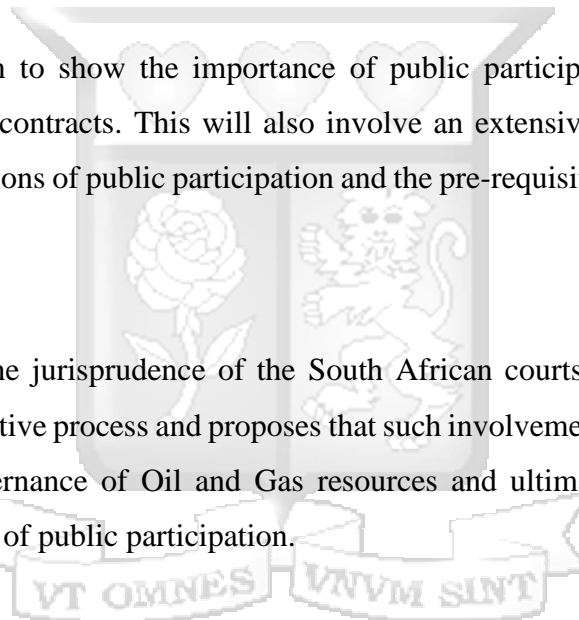 n to show the importance of public particip
contracts. This will also involve an extensiv
ons of public participation and the pre-requisi
he jurisprudence of the South African courts
tive process and proposes that such involveme
ernance of Oil and Gas resources and ultim
of public participation.
VT OMNES VNVM SINT